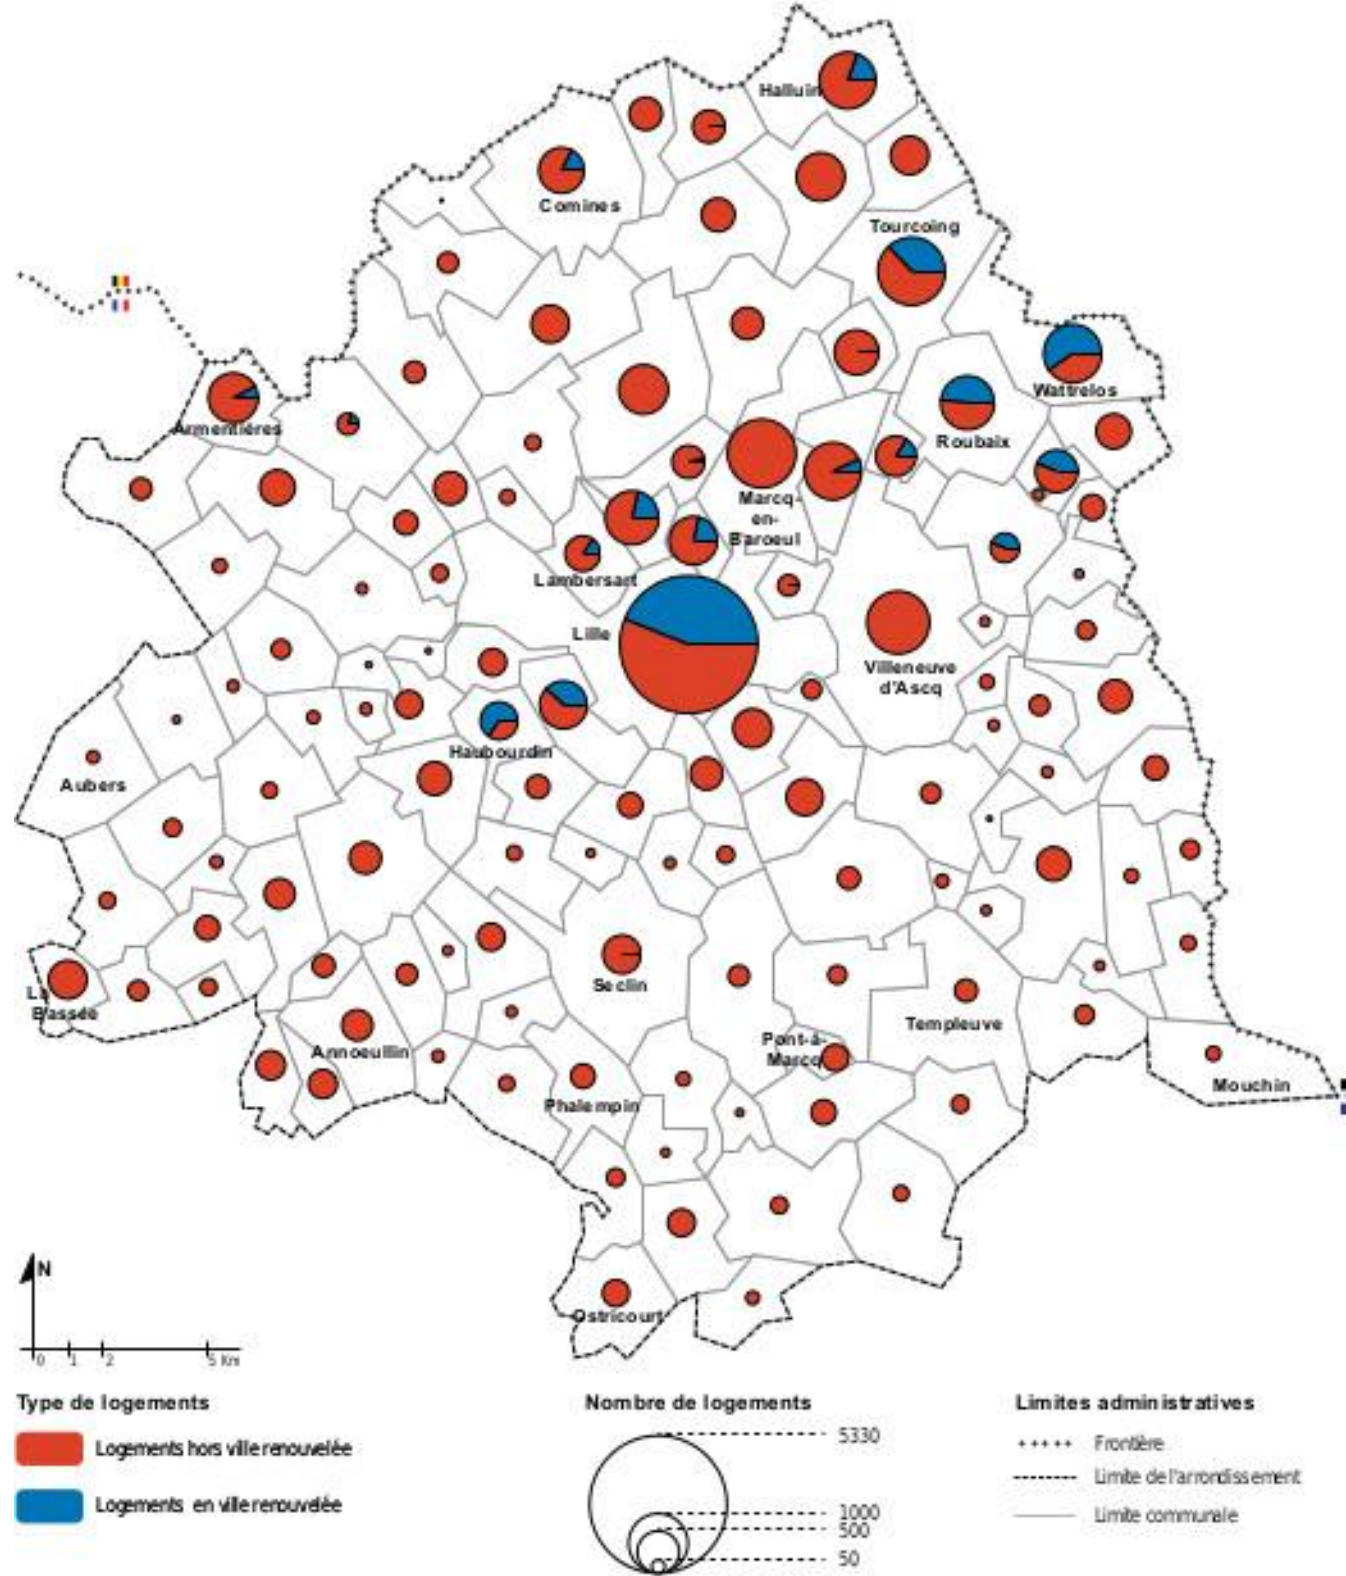 Halluin
Comines
Tourcoing
Wattrelos
Armentières
Roubaix
Marcq-
en-
Baroeul
Lambersart
Lille
Villeneuve
d'Ascq
Haubourdin
Aubers
Seclin
La
Bassée
Templeuve
Pont-à-
Marcq
Annoeullin
Mouchin
Phalempin
Ostricourt
N
0 1 2 5 Km
Type de logements
Logements hors ville renouvelée
Logements en ville renouvelée
Nombre de logements
5330
1000
500
50
Limites administratives
Frontière
Limite de l'arrondissement
Limite communale